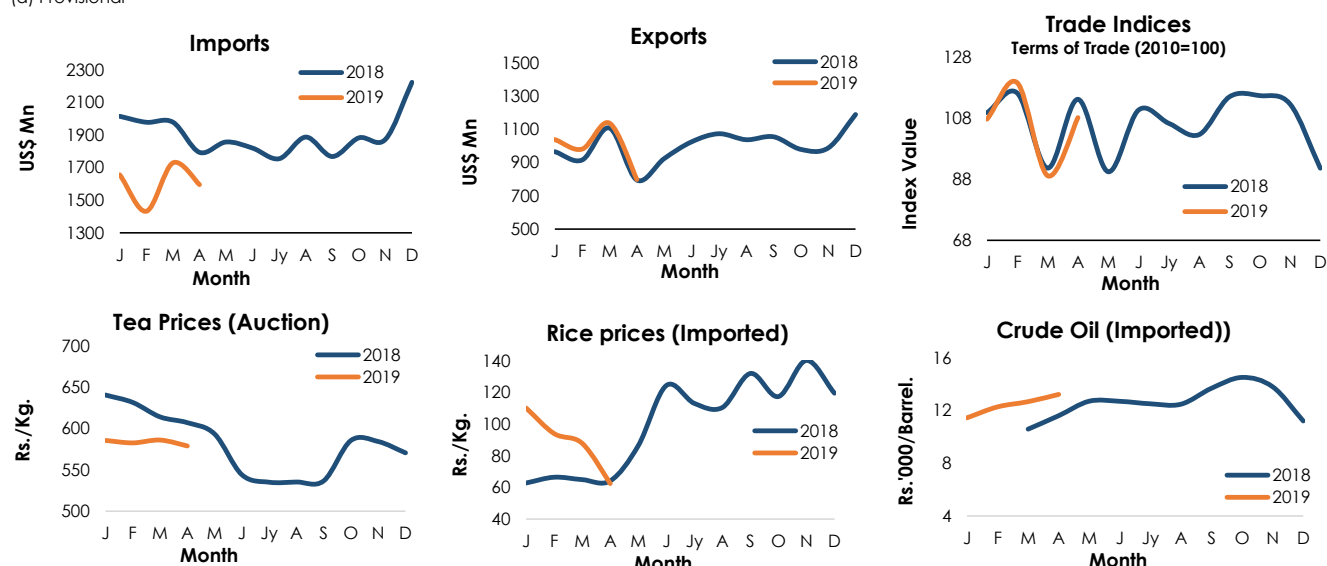 (a) Provisional
Imports
US$ Mn
2300
2100
1900
1700
1500
1300
2018
2019
J F M A M J Jy A S O N D
Month
Exports
US$ Mn
1500
1300
1100
900
700
500
2018
2019
J F M A M J Jy A S O N D
Month
Trade Indices
Terms of Trade (2010=100)
Index Value
128
108
88
68
2018
2019
J F M A M J Jy A S O N D
Month
Tea Prices (Auction)
Rs./Kg.
700
650
600
550
500
2018
2019
J F M A M J Jy A S O N D
Month
Rice prices (Imported)
Rs./Kg.
140
120
100
80
60
40
2018
2019
J F M A M J Jy A S O N D
Month
Crude Oil (Imported))
Rs.'000/Barrel.
16
12
8
4
2018
2019
J F M A M J Jy A S O N D
Month